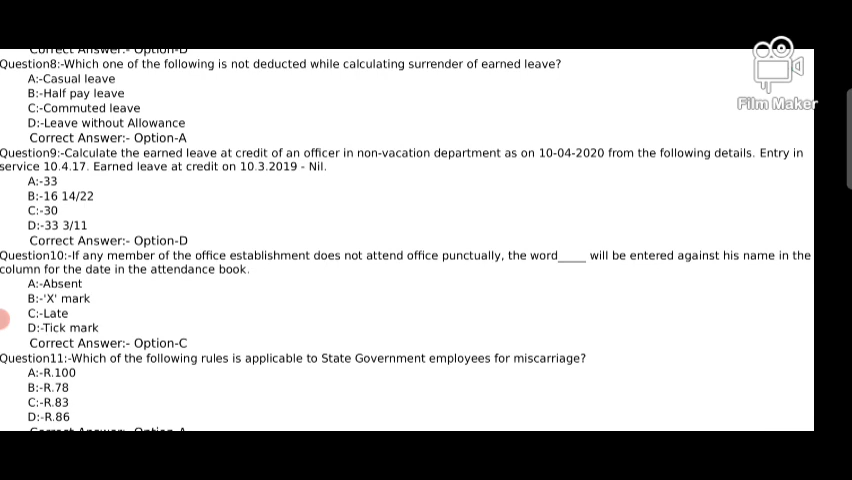 Correct Answer:- Option-D
Question8:-Which one of the following is not deducted while calculating surrender of earned leave?
A:-Casual leave
B:-Half pay leave
C:-Commuted leave
D:-Leave without Allowance
Correct Answer:- Option-A
Question9:-Calculate the earned leave at credit of an officer in non-vacation department as on 10-04-2020 from the following details. Entry in
service 10.4.17. Earned leave at credit on 10.3.2019 - Nil.
A:-33
B:-16 14/22
C:-30
D:-33 3/11
Correct Answer:- Option-D
Question10:-If any member of the office establishment does not attend office punctually, the word_____ will be entered against his name in the
column for the date in the attendance book.
A:-Absent
B:-'X' mark
C:-Late
D:-Tick mark
Correct Answer:- Option-C
Question11:-Which of the following rules is applicable to State Government employees for miscarriage?
A:-R.100
B:-R.78
C:-R.83
D:-R.86
Correct Answer:- Option-A
Film Maker